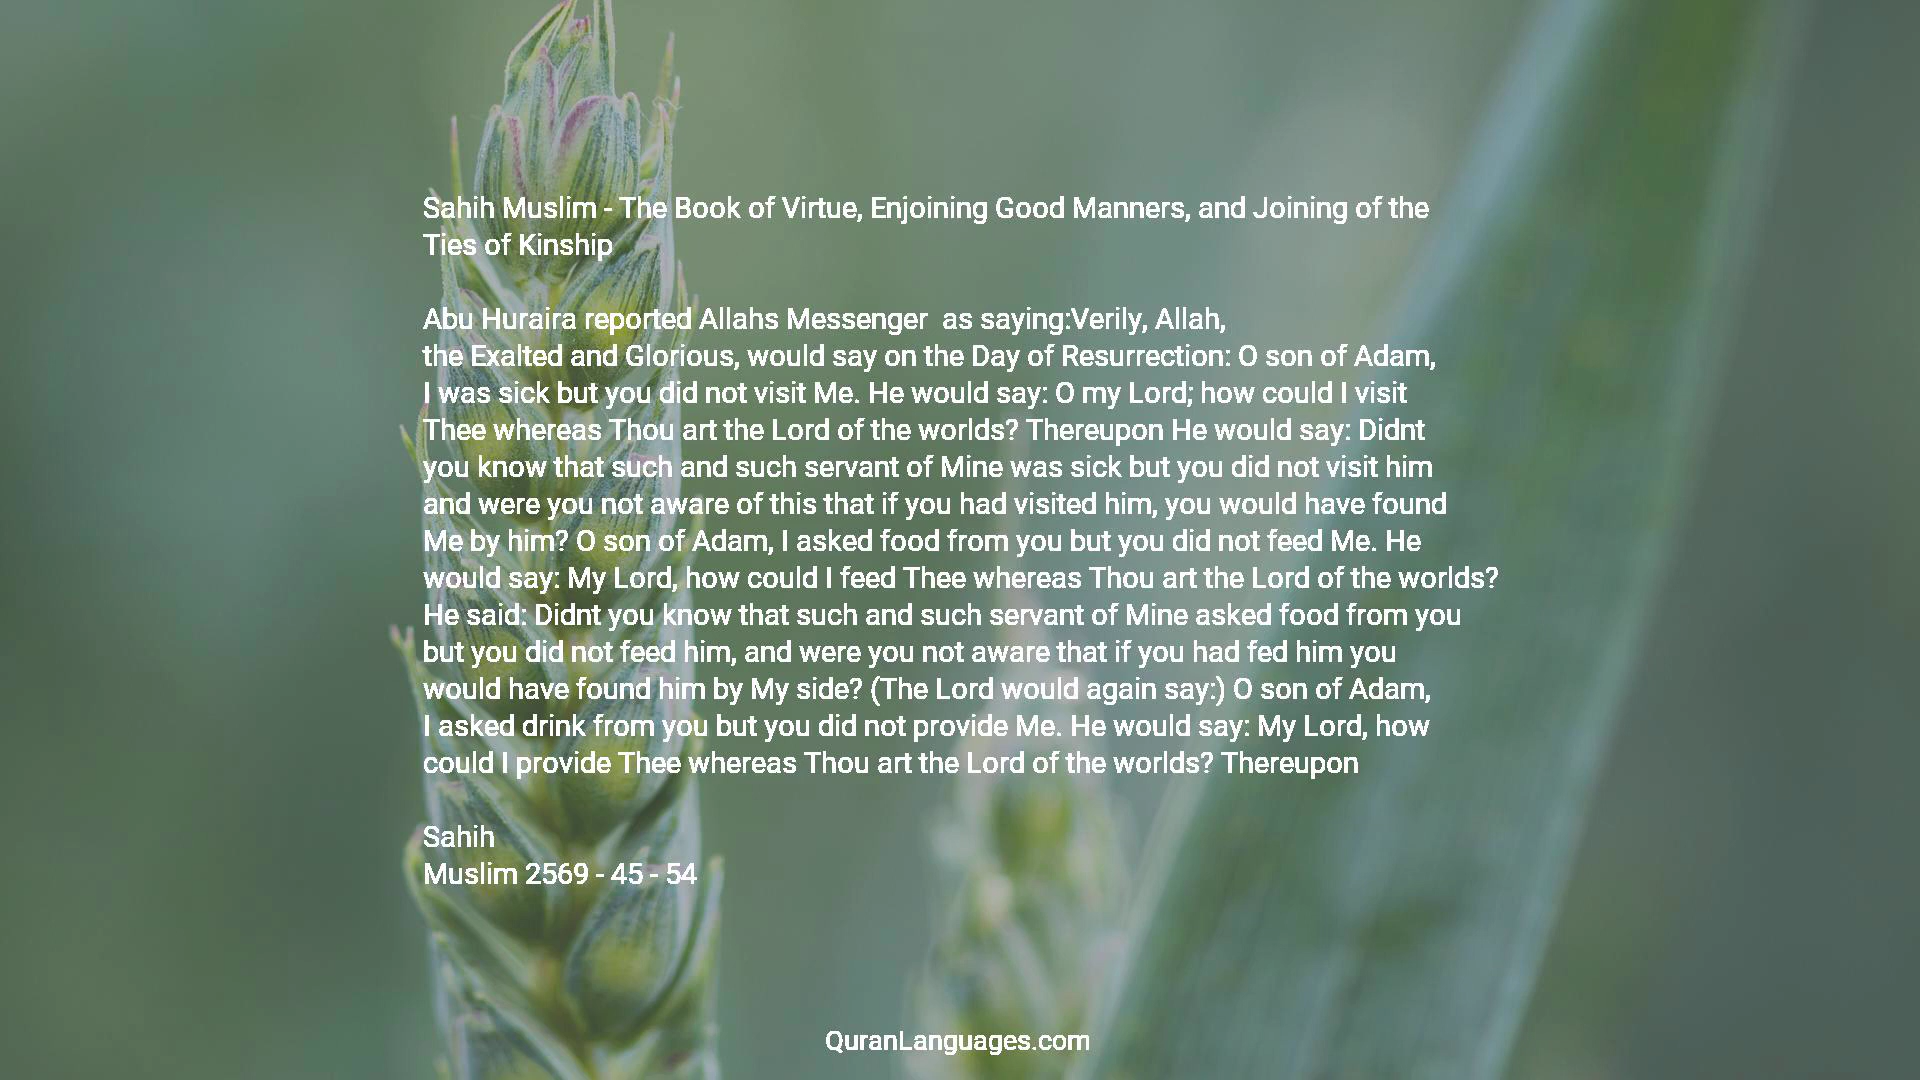 Sahih Muslim - The Book of Virtue, Enjoining Good Manners, and Joining of the
Ties of Kinship
Abu Huraira reported Allahs Messenger  as saying:Verily, Allah,
the Exalted and Glorious, would say on the Day of Resurrection: O son of Adam,
I was sick but you did not visit Me. He would say: O my Lord; how could I visit
Thee whereas Thou art the Lord of the worlds? Thereupon He would say: Didnt
you know that such and such servant of Mine was sick but you did not visit him
and were you not aware of this that if you had visited him, you would have found
Me by him? O son of Adam, I asked food from you but you did not feed Me. He
would say: My Lord, how could I feed Thee whereas Thou art the Lord of the worlds?
He said: Didnt you know that such and such servant of Mine asked food from you
but you did not feed him, and were you not aware that if you had fed him you
would have found him by My side? (The Lord would again say:) O son of Adam,
I asked drink from you but you did not provide Me. He would say: My Lord, how
could I provide Thee whereas Thou art the Lord of the worlds? Thereupon
Sahih
Muslim 2569 - 45 - 54
QuranLanguages.com